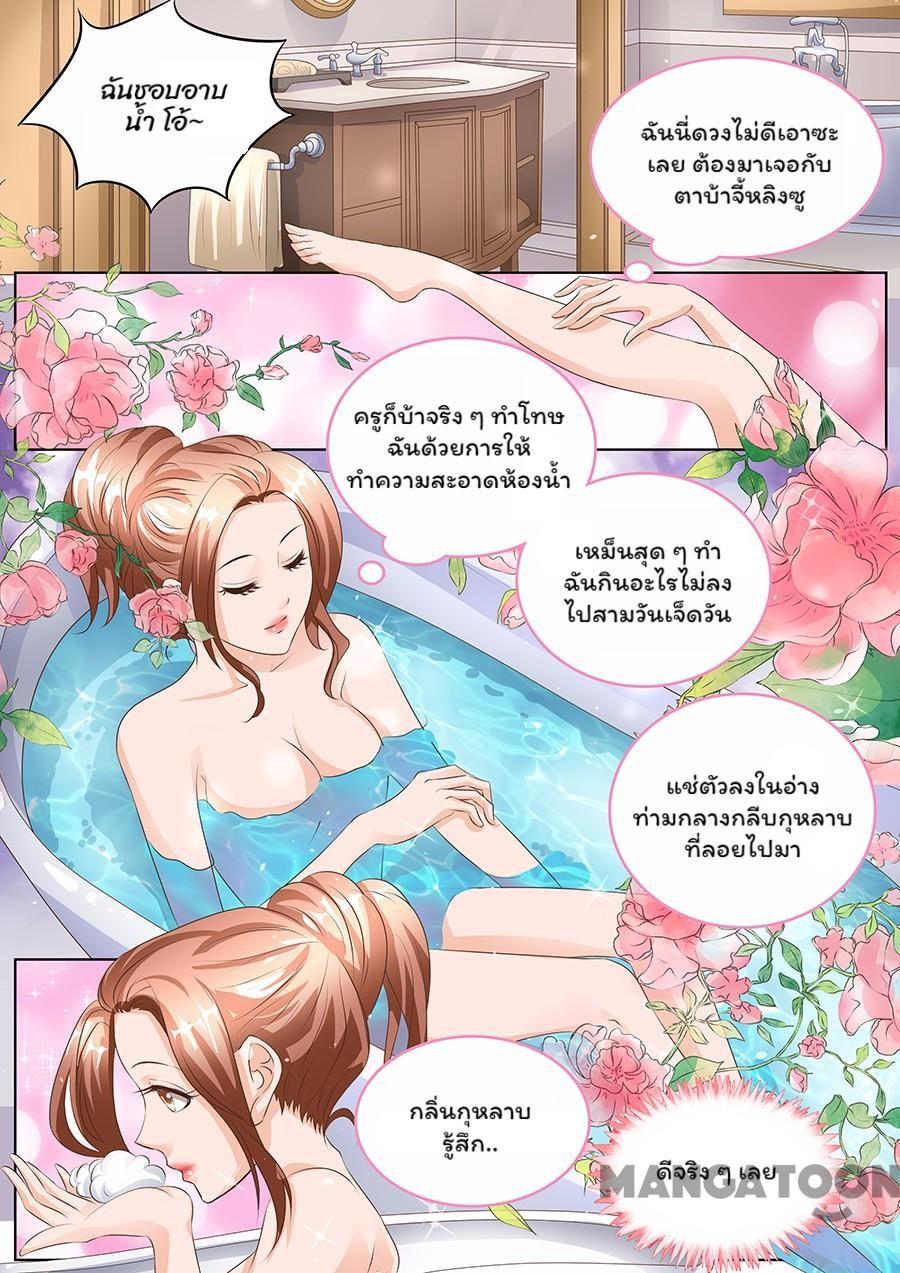 ฉันชอบอาบ
น้ำ โอ้~
ฉันนี่ดวงไม่ดีเอาซะ
เลย ต้องมาเจอกับ
ตาบ้าจี้หลิงซู
ครูก็บ้าจริง ๆ ทำโทษ
ฉันด้วยการให้
ทำความสะอาดห้องน้ำ
เหม็นสุด ๆ ทำ
ฉันกินอะไรไม่ลง
ไปสามวันเจ็ดวัน
แช่ตัวลงในอ่าง
ท่ามกลางกลีบกุหลาบ
ที่ลอยไปมา
กลิ่นกุหลาบ
รู้สึก..
ดีจริง ๆ เลย
MANGATOON